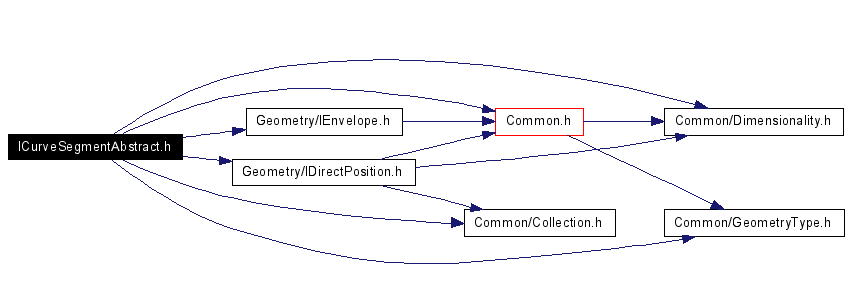 ICurveSegmentAbstract.h
Geometry/IEnvelope.h
Common.h
Common/Dimensionality.h
Geometry/IDirectPosition.h
Common/Collection.h
Common/GeometryType.h